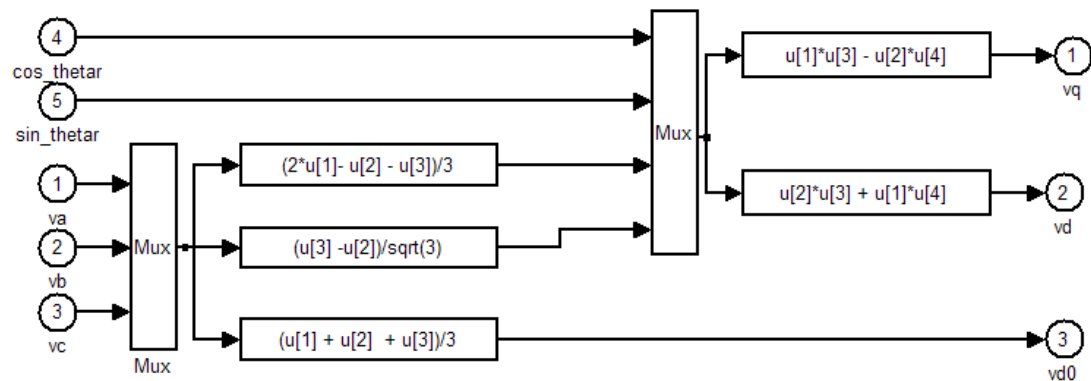 4
cos_thetar
5
sin_thetar
1
va
2
vb
3
vc
Mux
Mux
(2*u[1]- u[2] - u[3])/3
(u[3] -u[2])/sqrt(3)
(u[1] + u[2]  + u[3])/3
Mux
u[1]*u[3] - u[2]*u[4]
u[2]*u[3] + u[1]*u[4]
1
vq
2
vd
3
vd0